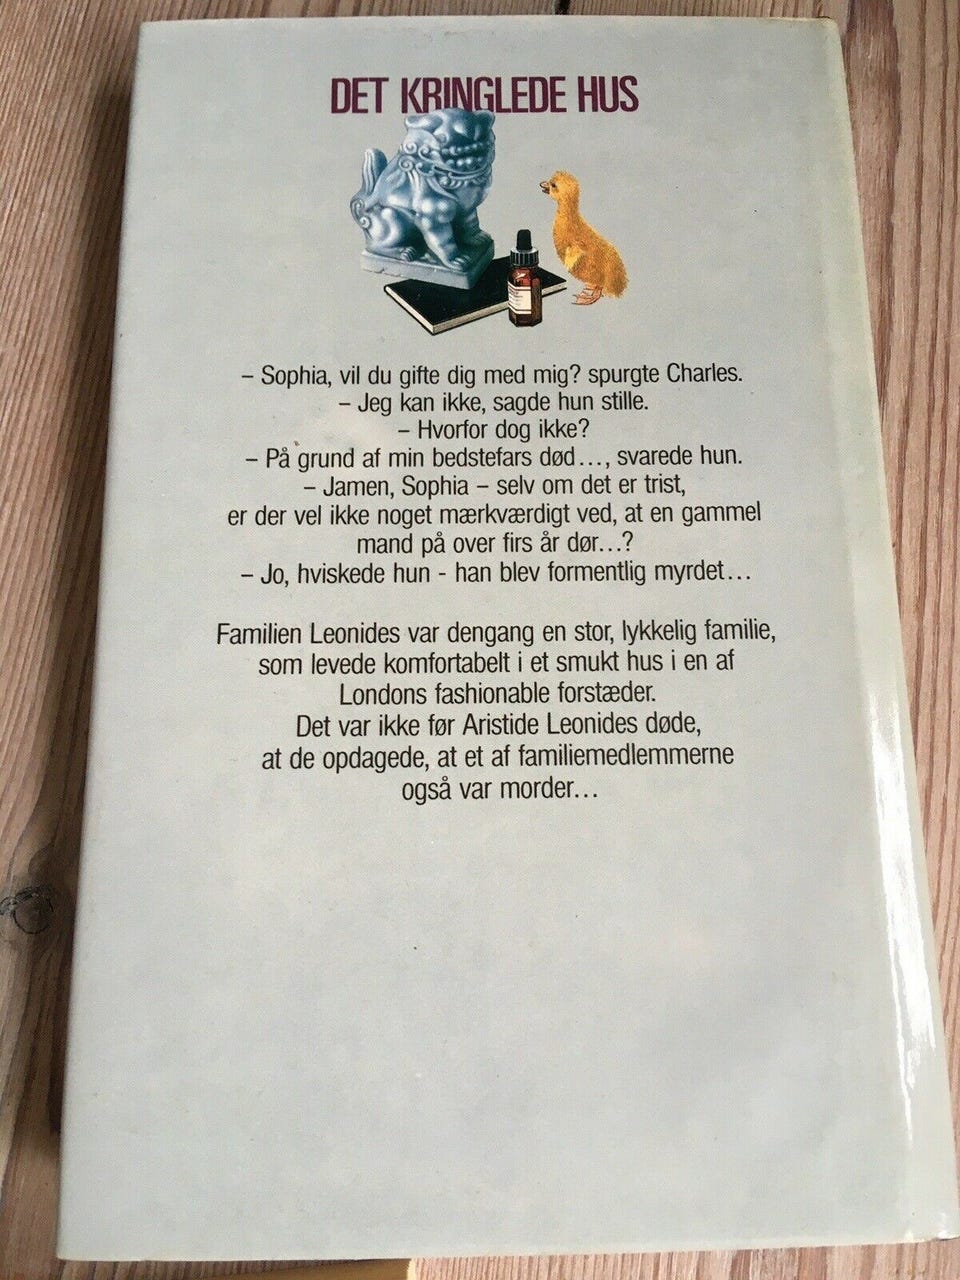 DET KRINGLEDE HUS
– Sophia, vil du gifte dig med mig? spurgte Charles.
– Jeg kan ikke, sagde hun stille.
– Hvorfor dog ikke?
– På grund af min bedstefars død..., svarede hun.
– Jamen, Sophia – selv om det er trist,
er der vel ikke noget mærkværdigt ved, at en gammel
mand på over firs år dør...?
– Jo, hviskede hun - han blev formentlig myrdet...
Familien Leonides var dengang en stor, lykkelig familie,
som levede komfortabelt i et smukt hus i en af
Londons fashionable forstæder.
Det var ikke før Aristide Leonides døde,
at de opdagede, at et af familiemedlemmerne
også var morder...